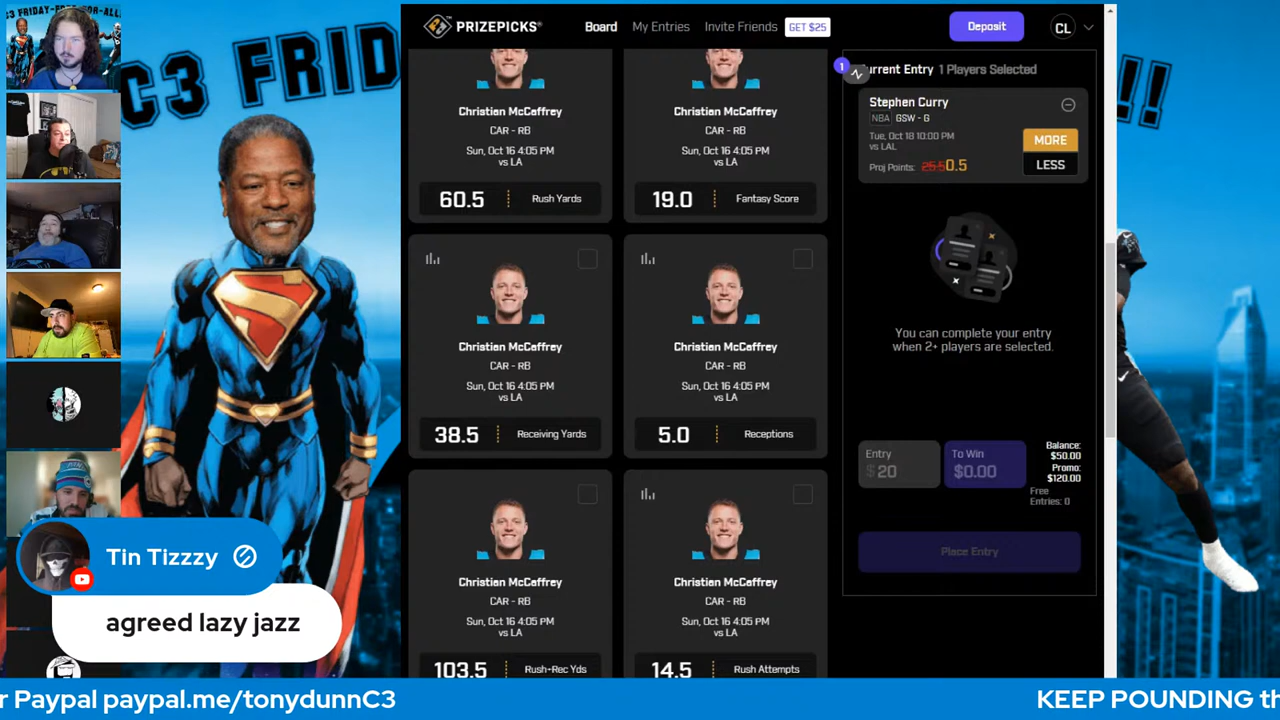 C3 FRIDAY-FREE-FOR-ALL!
C3 FRID
!!
PRIZEPICKS
Board
My Entries
Invite Friends
GET $25
Deposit
CL
Christian McCaffrey
CAR - RB
Sun, Oct 16 4:05 PM
vs LA
60.5
Rush Yards
Christian McCaffrey
CAR - RB
Sun, Oct 16 4:05 PM
vs LA
19.0
Fantasy Score
Christian McCaffrey
CAR - RB
Sun, Oct 16 4:05 PM
vs LA
38.5
Receiving Yards
Christian McCaffrey
CAR - RB
Sun, Oct 16 4:05 PM
vs LA
5.0
Receptions
Christian McCaffrey
CAR - RB
Sun, Oct 16 4:05 PM
vs LA
103.5
Rush+Rec Yds
Christian McCaffrey
CAR - RB
Sun, Oct 16 4:05 PM
vs LA
14.5
Rush Attempts
1
urrent Entry 1 Players Selected
Stephen Curry
NBA GSW - G
Tue, Oct 18 10:00 PM
vs LAL
Proj Points: 25.5 0.5
MORE
LESS
You can complete your entry
when 2+ players are selected.
Entry
$20
To Win
$0.00
Balance:
$50.00
Promo:
$120.00
Free
Entries: 0
Place Entry
Tin Tizzzy
agreed lazy jazz
r Paypal paypal.me/tonydunnC3
KEEP POUNDING th